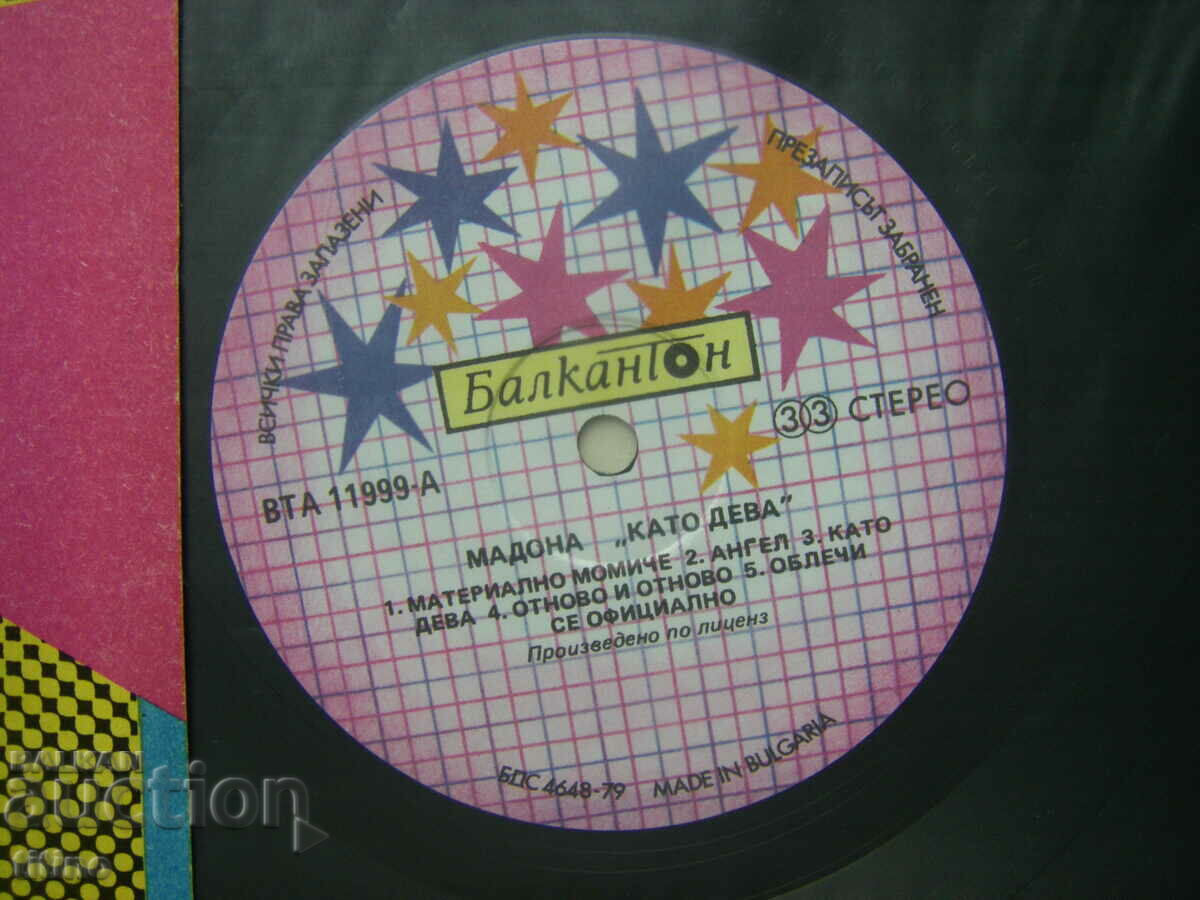 ВСИЧКИ ПРАВА ЗАПАЗЕНИ
ПРЕЗАПИСЪТ ЗАБРАНЕН
Балкантон
33 СТЕРЕО
ВТА 11999-А
МАДОНА „КАТО ДЕВА”
1. МАТЕРИАЛНО МОМИЧЕ 2. АНГЕЛ 3. КАТО
ДЕВА 4. ОТНОВО И ОТНОВО 5. ОБЛЕЧИ
СЕ ОФИЦИАЛНО
Произведено по лиценз
БДС 4648-79 MADE IN BULGARIA
BALKAN
auction
fifino